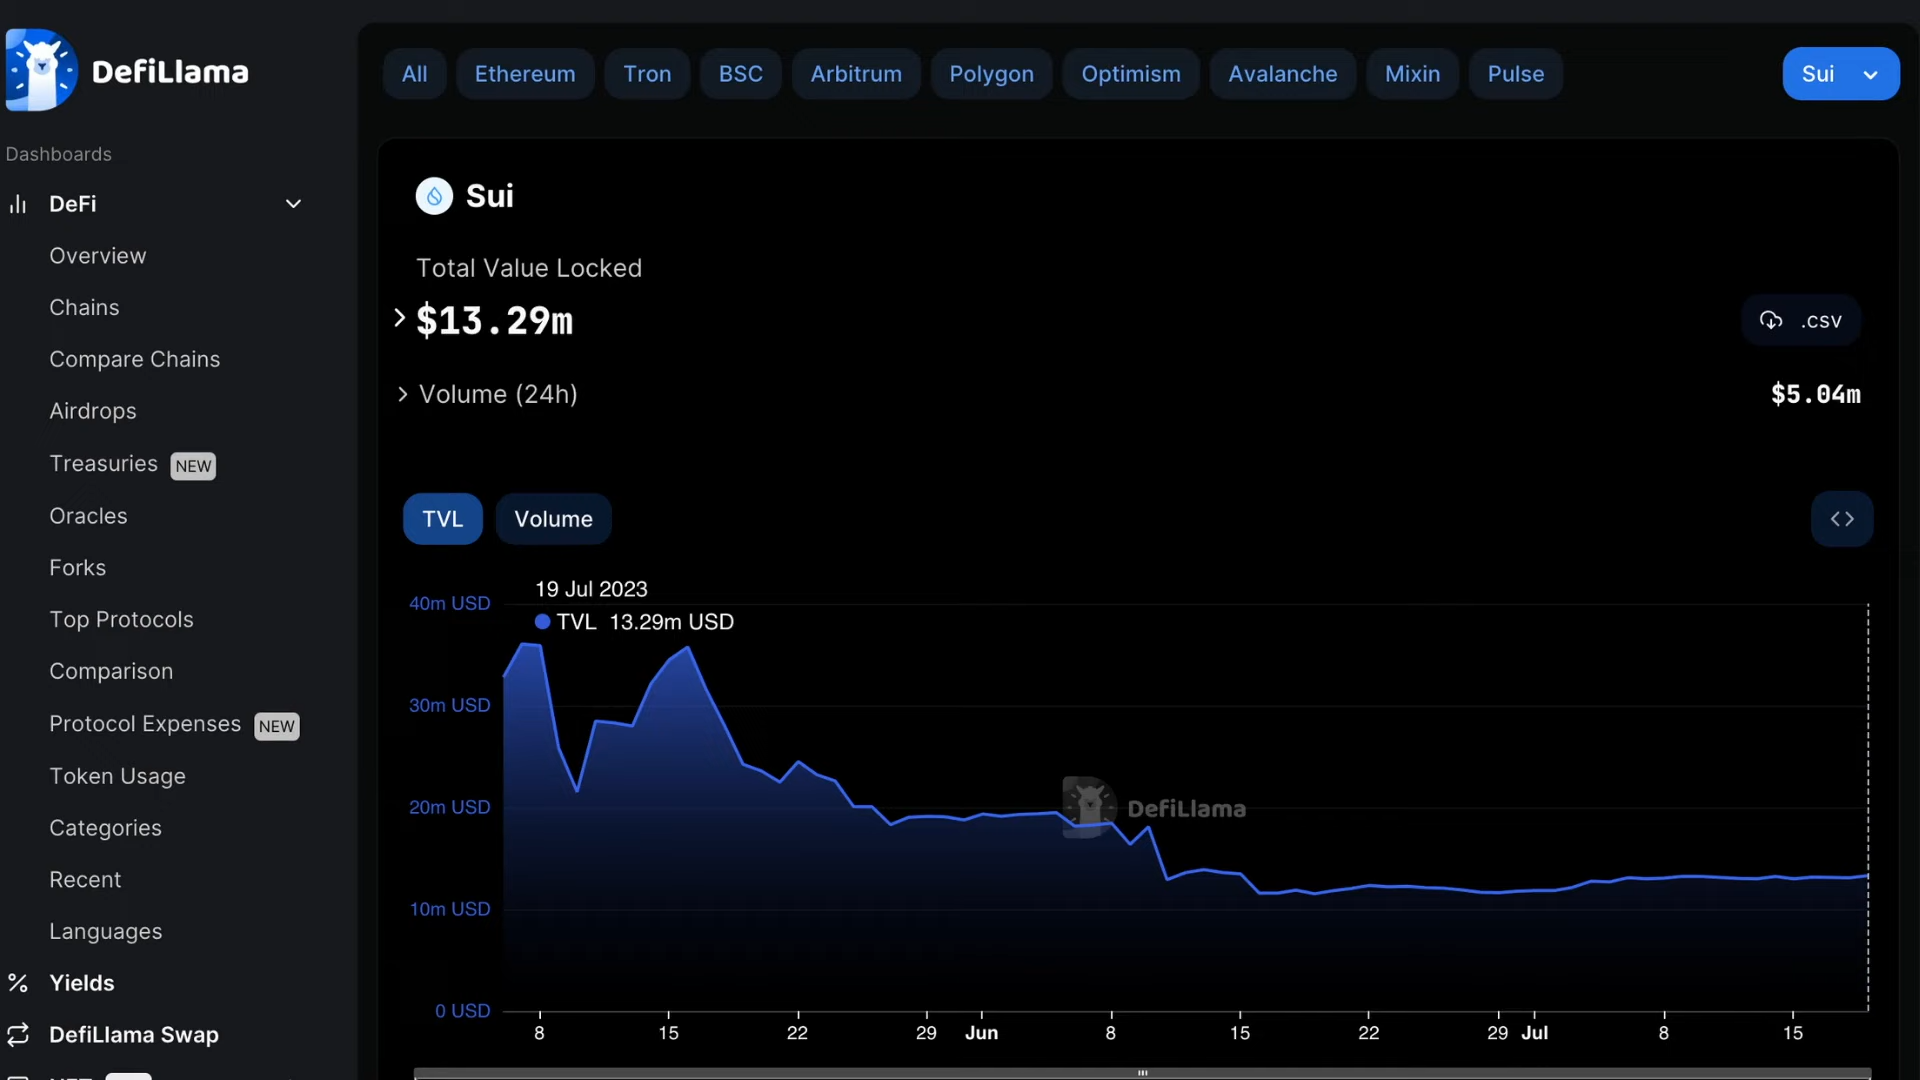 DefiLlama
All Ethereum Tron BSC Arbitrum Polygon Optimism Avalanche Mixin Pulse Sui
Dashboards
DeFi
Overview
Chains
Compare Chains
Airdrops
Treasuries NEW
Oracles
Forks
Top Protocols
Comparison
Protocol Expenses NEW
Token Usage
Categories
Recent
Languages
Yields
DefiLlama Swap
Sui
Total Value Locked
$13.29m
.csv
Volume (24h) $5.04m
TVL Volume
19 Jul 2023
TVL 13.29m USD
40m USD
30m USD
20m USD
10m USD
0 USD
DefiLlama
8 15 22 29 Jun 8 15 22 29 Jul 8 15